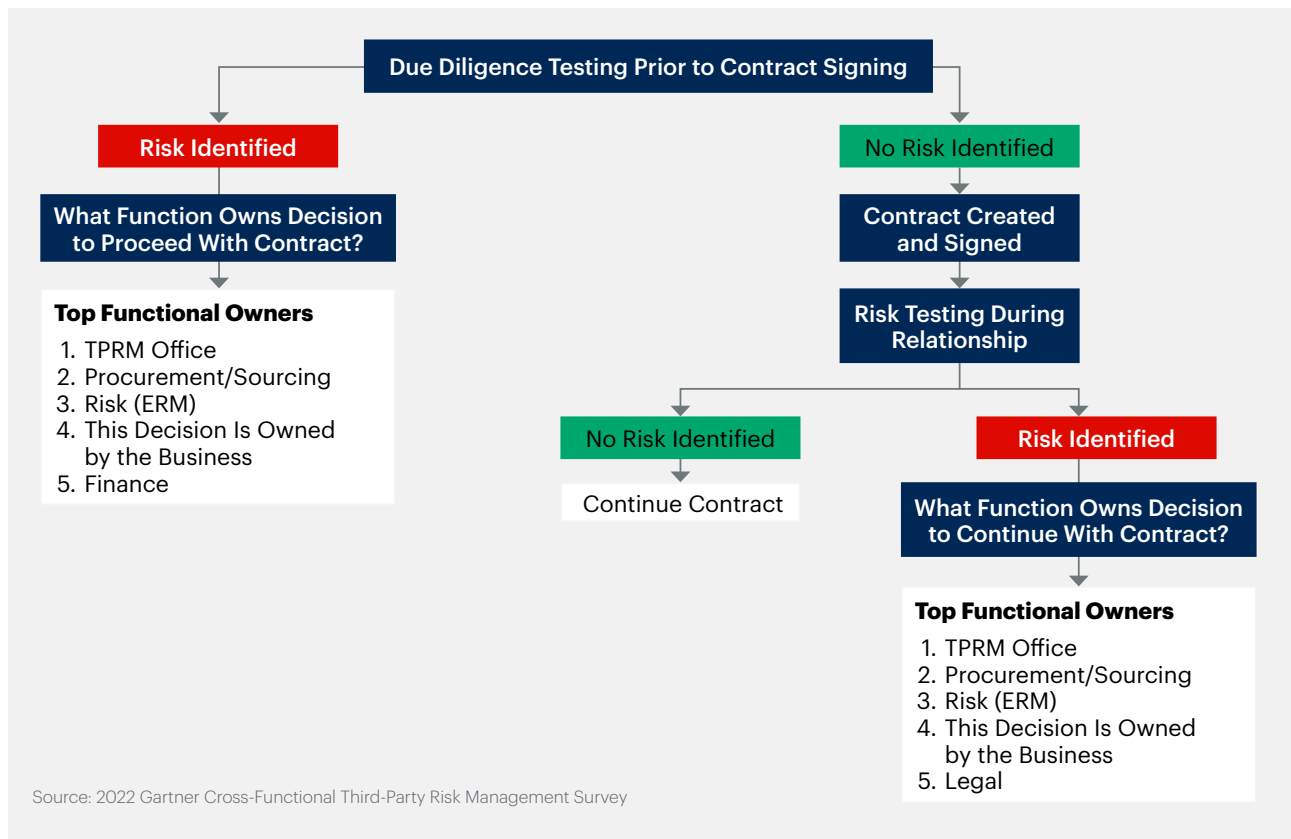 Due Diligence Testing Prior to Contract Signing
Risk Identified
What Function Owns Decision
to Proceed With Contract?
Top Functional Owners
1. TPRM Office
2. Procurement/Sourcing
3. Risk (ERM)
4. This Decision Is Owned
by the Business
5. Finance
No Risk Identified
Contract Created
and Signed
Risk Testing During
Relationship
No Risk Identified
Continue Contract
Risk Identified
What Function Owns Decision
to Continue With Contract?
Top Functional Owners
1. TPRM Office
2. Procurement/Sourcing
3. Risk (ERM)
4. This Decision Is Owned
by the Business
5. Legal
Source: 2022 Gartner Cross-Functional Third-Party Risk Management Survey